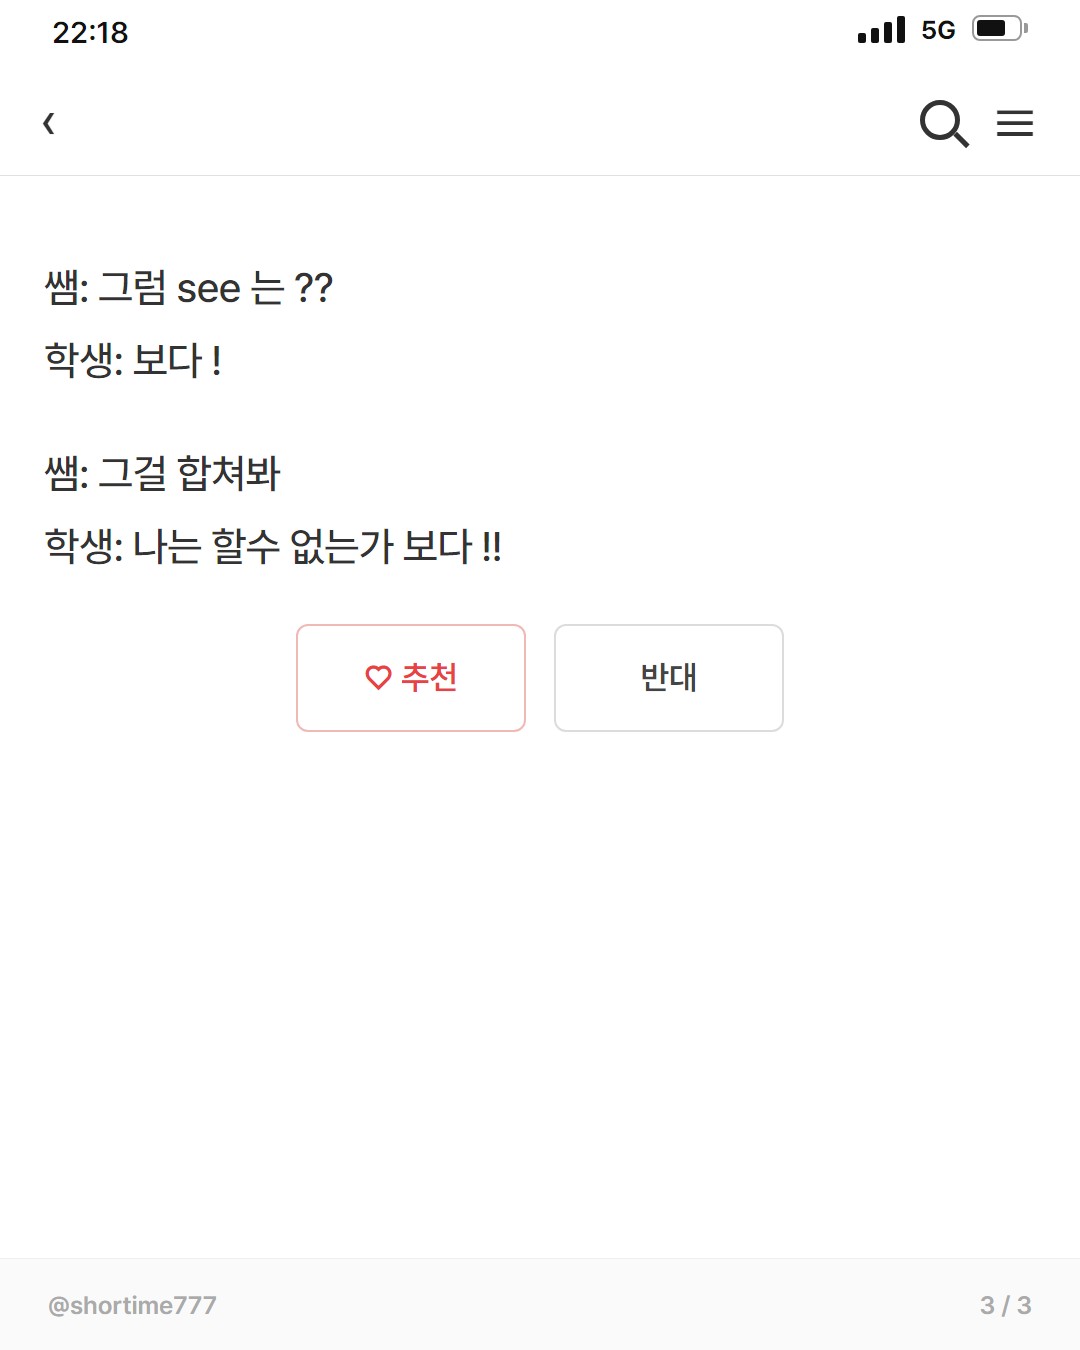 22:18 5G
쌤: 그럼 see 는 ??
학생: 보다 !
쌤: 그걸 합쳐봐
학생: 나는 할수 없는가 보다 !!
♡ 추천 반대
@shortime777 3 / 3